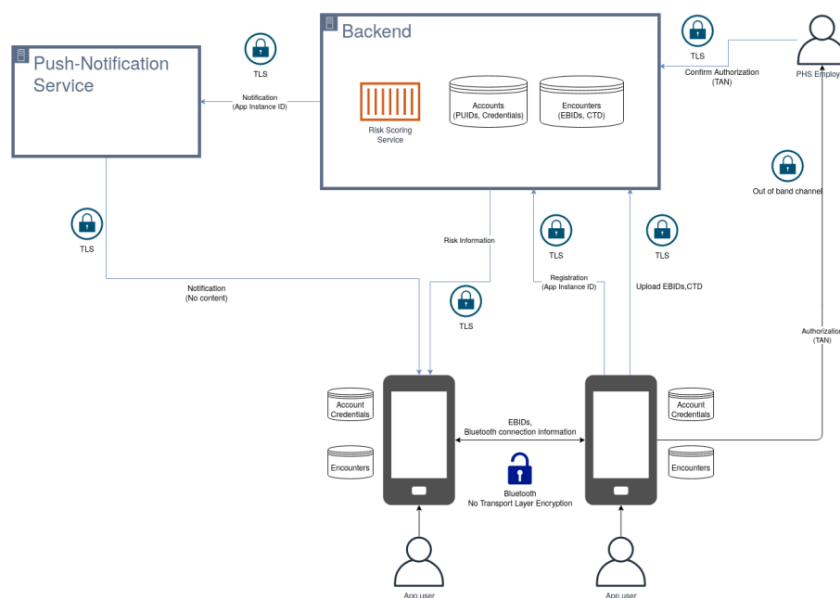 Backend
Push-Notification
Service
TLS
TLS
Confirm Authorization
(TAN)
PHS Employ
Notification
(App Instance ID)
Risk Scoring
Service
Accounts
(PUIDs, Credentials)
Encounters
(EBIDs, CTD)
Out of band channel
TLS
Risk Information
TLS
TLS
Notification
(No content)
TLS
Registration
(App Instance ID)
Upload EBIDs,CTD
Authorization
(TAN)
Account
Credentials
Encounters
EBIDs,
Bluetooth connection information
Bluetooth
No Transport Layer Encryption
Account
Credentials
Encounters
App user
App user